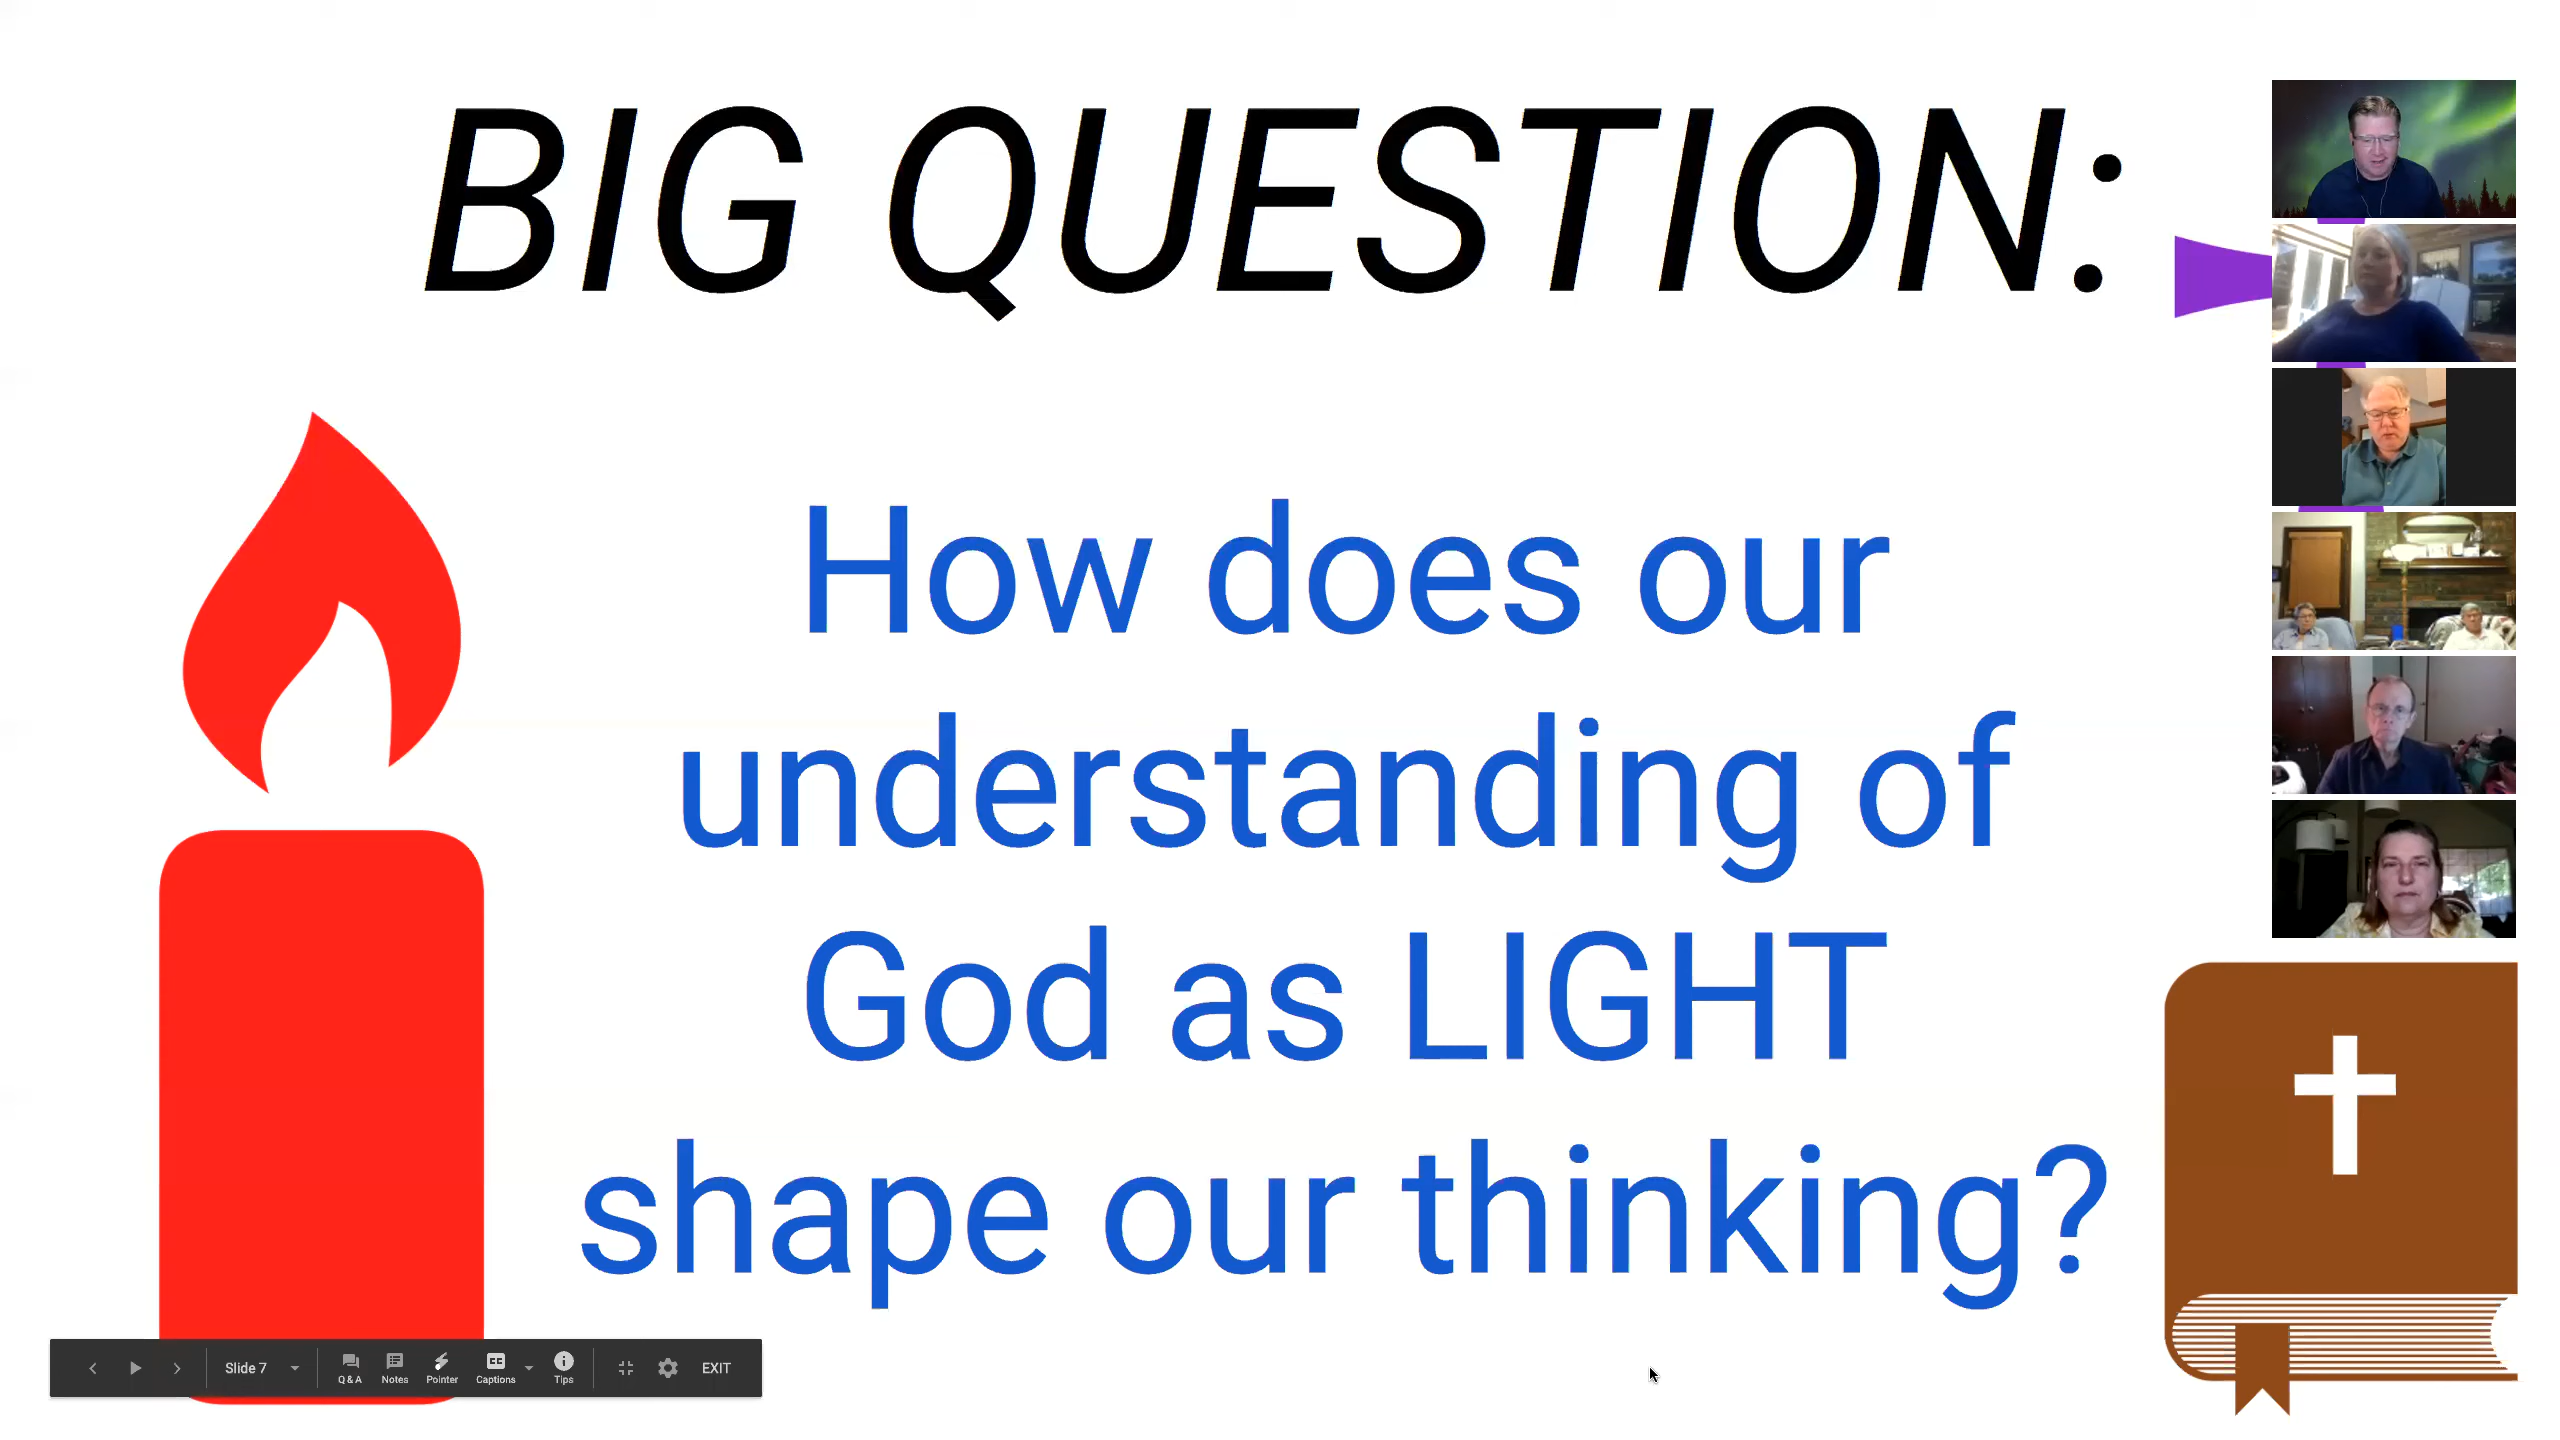 BIG QUESTION:
How does our
understanding of
God as LIGHT
shape our thinking?
Slide 7
Q & A
Notes
Pointer
CC
Captions
Tips
EXIT